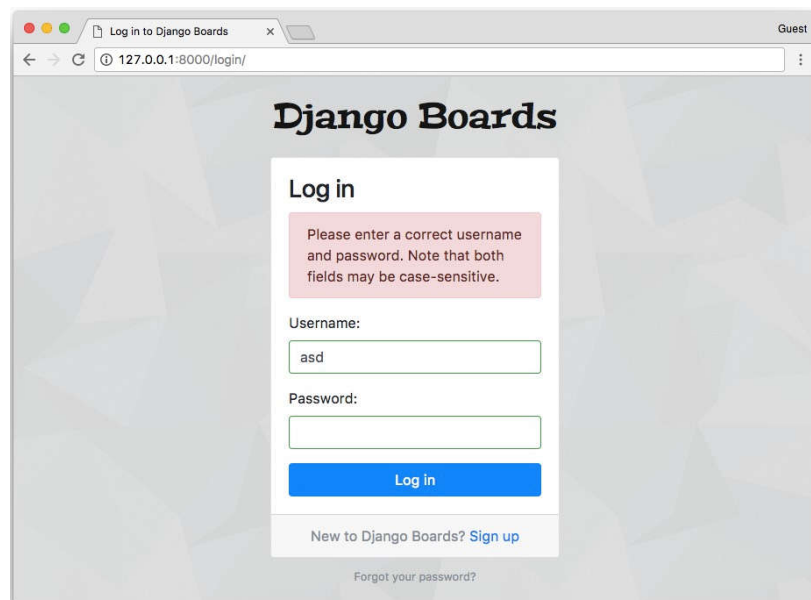 Log in to Django Boards
Guest
127.0.0.1:8000/login/
Django Boards
Log in
Please enter a correct username
and password. Note that both
fields may be case-sensitive.
Username:
asd
Password:
Log in
New to Django Boards? Sign up
Forgot your password?